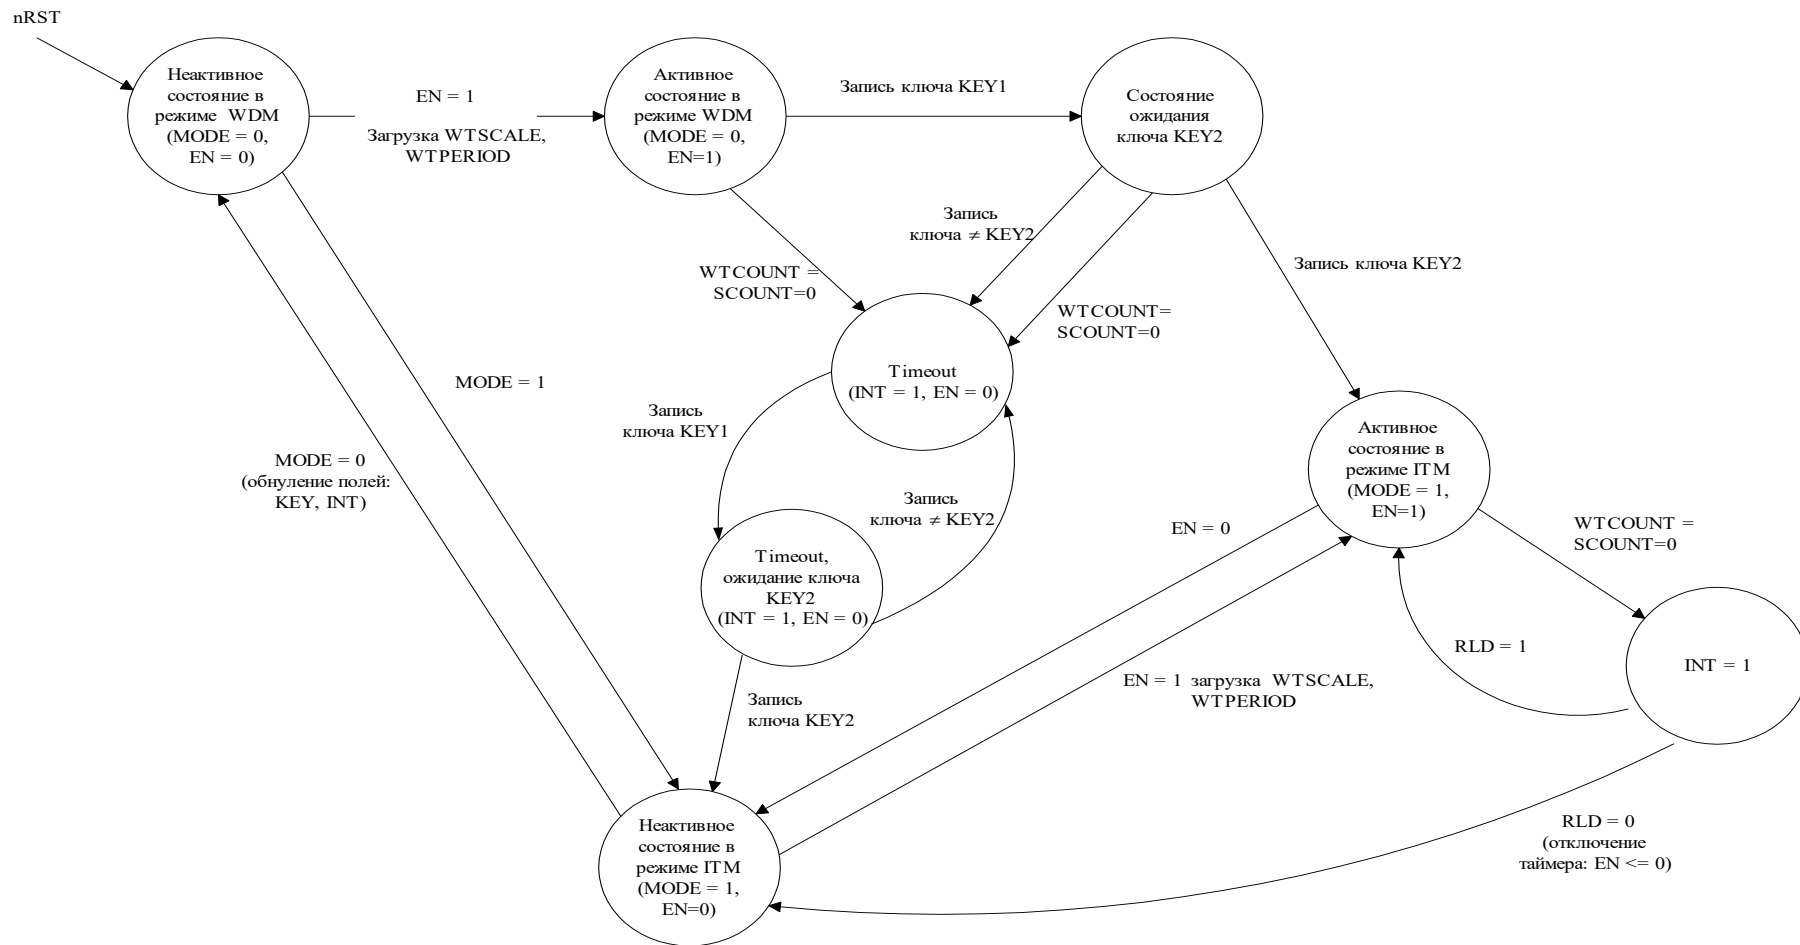 nRST
Неактивное
состояние в
режиме WDM
(MODE = 0,
EN = 0)
EN = 1
Загрузка WTSCALE,
WTPERIOD
Активное
состояние в
режиме WDM
(MODE = 0,
EN=1)
Запись ключа KEY1
Состояние
ожидания
ключа KEY2
Запись
ключа ≠ KEY2
Запись ключа KEY2
WTCOUNT =
SCOUNT=0
WTCOUNT=
SCOUNT=0
Timeout
(INT = 1, EN = 0)
MODE = 1
Запись
ключа KEY1
MODE = 0
(обнуление полей:
KEY, INT)
Запись
ключа ≠ KEY2
Активное
состояние в
режиме ITM
(MODE = 1,
EN=1)
EN = 0
WTCOUNT =
SCOUNT=0
Timeout,
ожидание ключа
KEY2
(INT = 1, EN = 0)
RLD = 1
INT = 1
EN = 1 загрузка WTSCALE,
WTPERIOD
Запись
ключа KEY2
Неактивное
состояние в
режиме ITM
(MODE = 1,
EN=0)
RLD = 0
(отключение
таймера: EN <= 0)